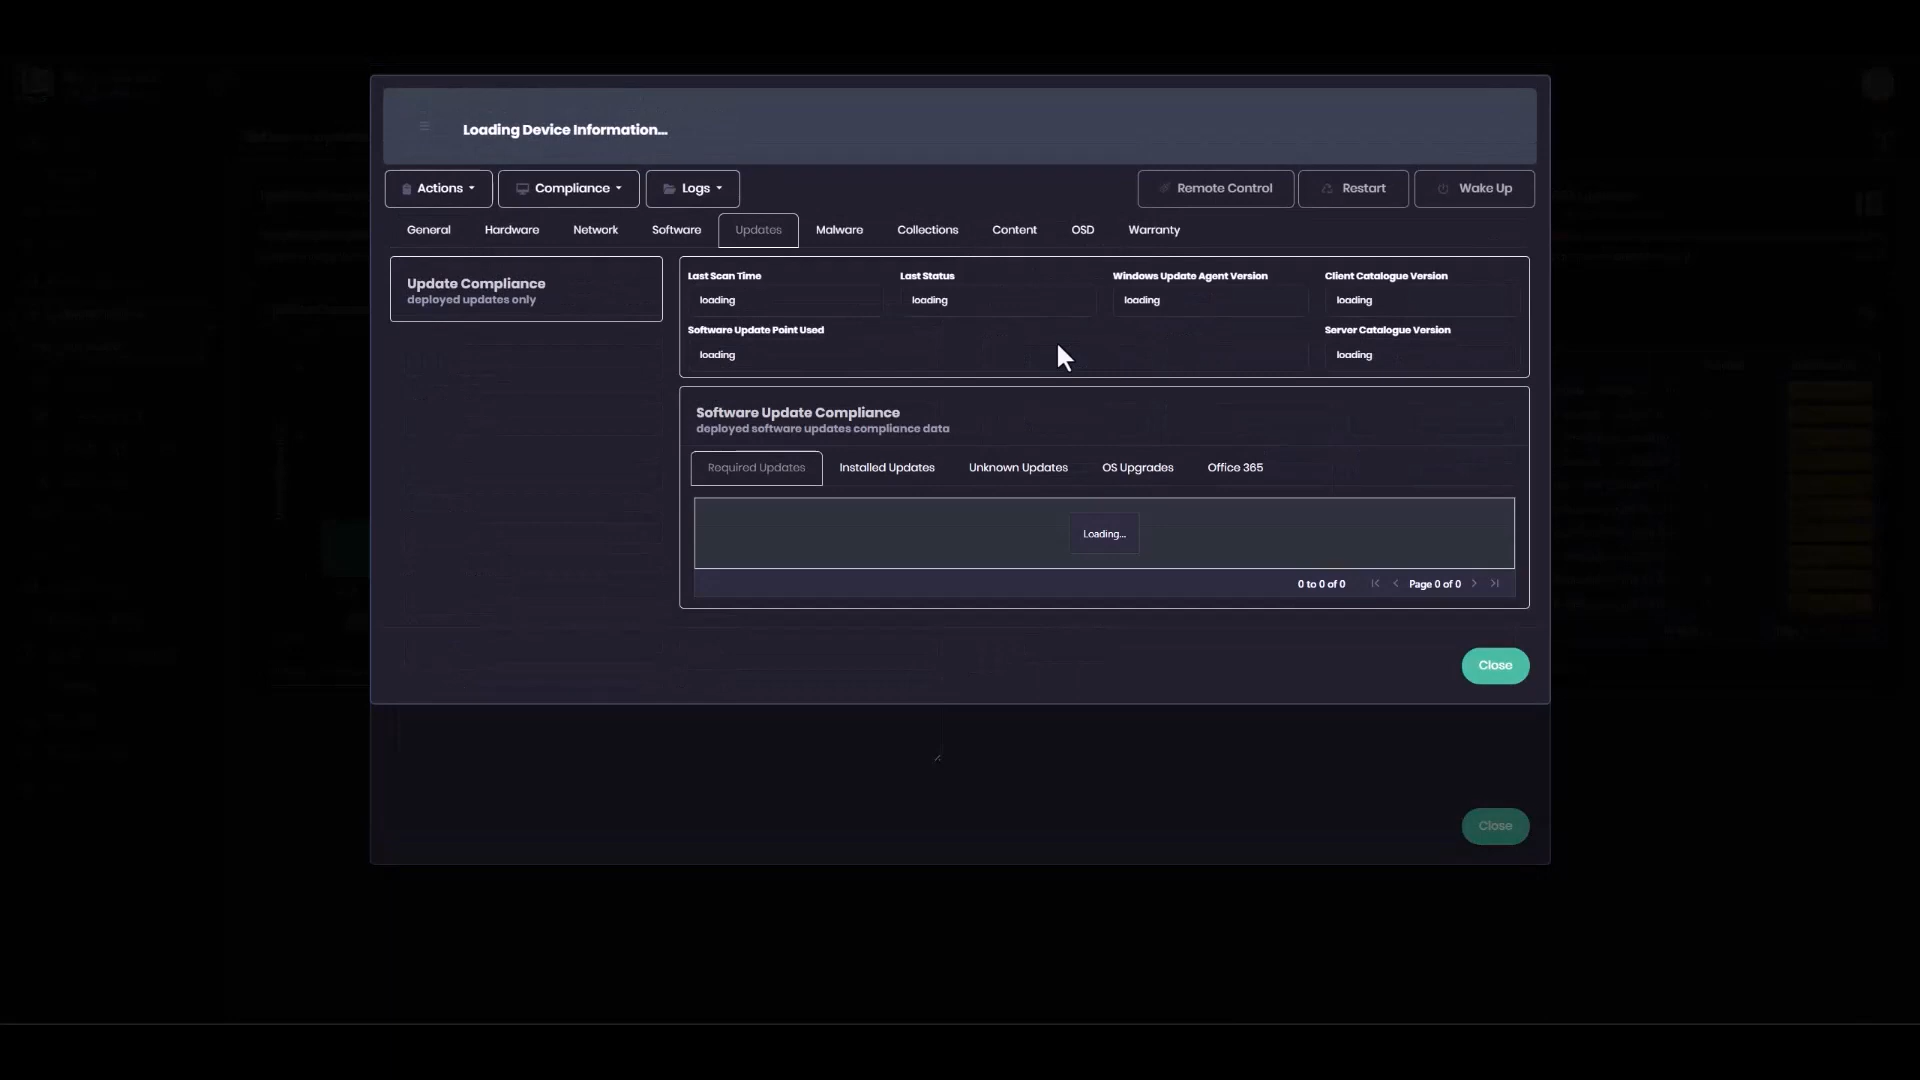 Loading Device Information...
Actions
Compliance
Logs
Remote Control
Restart
Wake Up
General
Hardware
Network
Software
Updates
Malware
Collections
Content
OSD
Warranty
Update Compliance
deployed updates only
Last Scan Time
Last Status
Windows Update Agent Version
Client Catalogue Version
loading
loading
loading
loading
Software Update Point Used
Server Catalogue Version
loading
loading
Software Update Compliance
deployed software updates compliance data
Required Updates
Installed Updates
Unknown Updates
OS Upgrades
Office 365
Loading...
0 to 0 of 0
Page 0 of 0
Close
Close